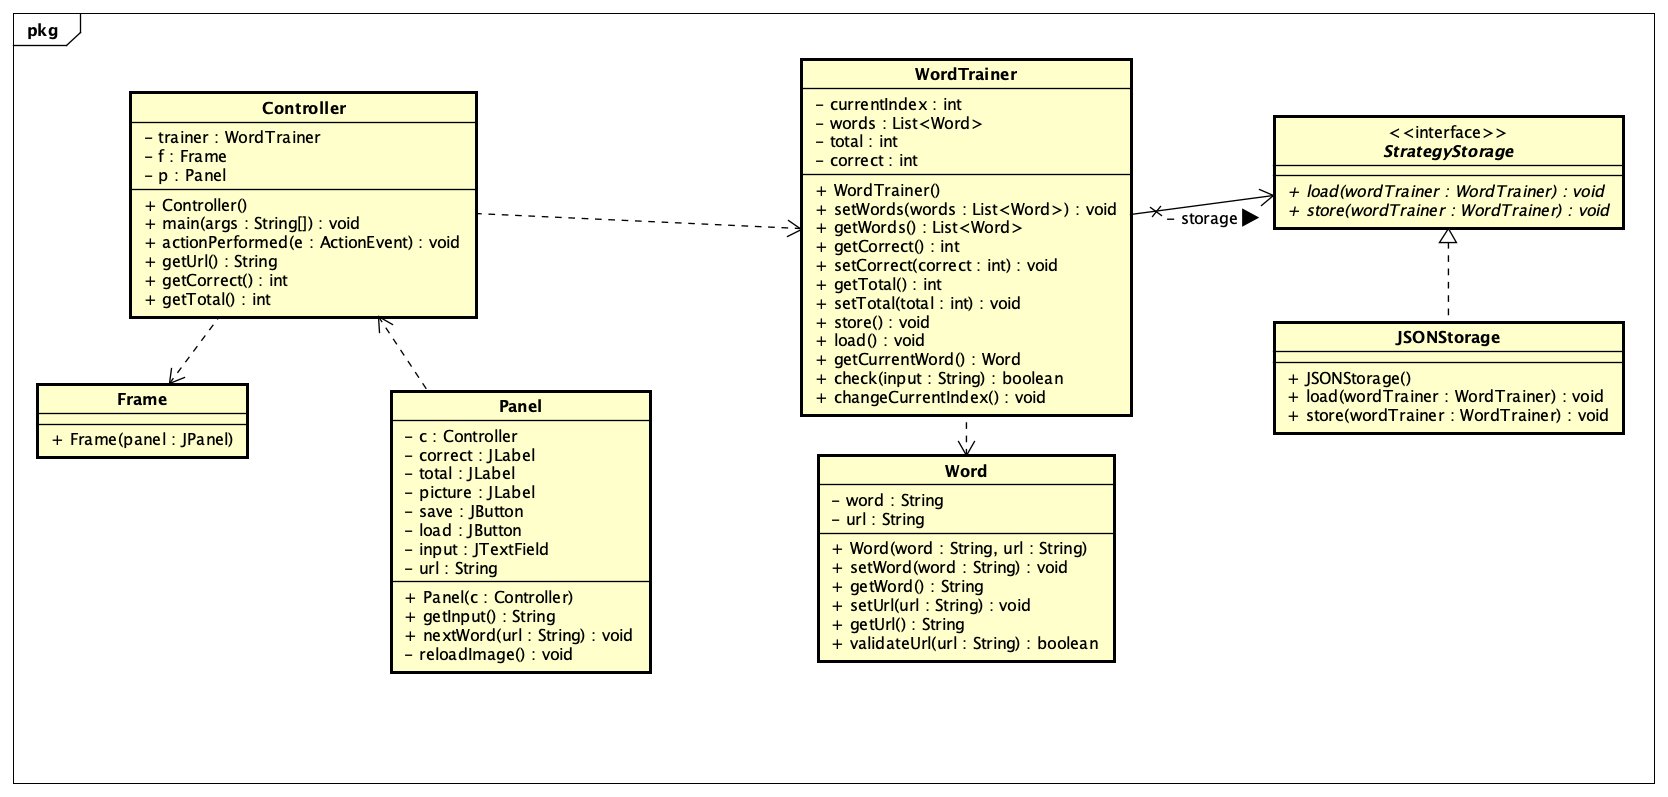 pkg
Controller
– trainer : WordTrainer
– f : Frame
– p : Panel
+ Controller()
+ main(args : String[]) : void
+ actionPerformed(e : ActionEvent) : void
+ getUrl() : String
+ getCorrect() : int
+ getTotal() : int
Frame
+ Frame(panel : JPanel)
Panel
– c : Controller
– correct : JLabel
– total : JLabel
– picture : JLabel
– save : JButton
– load : JButton
– input : JTextField
– url : String
+ Panel(c : Controller)
+ getInput() : String
+ nextWord(url : String) : void
– reloadImage() : void
WordTrainer
– currentIndex : int
– words : List<Word>
– total : int
– correct : int
+ WordTrainer()
+ setWords(words : List<Word>) : void
+ getWords() : List<Word>
+ getCorrect() : int
+ setCorrect(correct : int) : void
+ getTotal() : int
+ setTotal(total : int) : void
+ store() : void
+ load() : void
+ getCurrentWord() : Word
+ check(input : String) : boolean
+ changeCurrentIndex() : void
Word
– word : String
– url : String
+ Word(word : String, url : String)
+ setWord(word : String) : void
+ getWord() : String
+ setUrl(url : String) : void
+ getUrl() : String
+ validateUrl(url : String) : boolean
– storage ▶
<<interface>>
StrategyStorage
+ load(wordTrainer : WordTrainer) : void
+ store(wordTrainer : WordTrainer) : void
JSONStorage
+ JSONStorage()
+ load(wordTrainer : WordTrainer) : void
+ store(wordTrainer : WordTrainer) : void